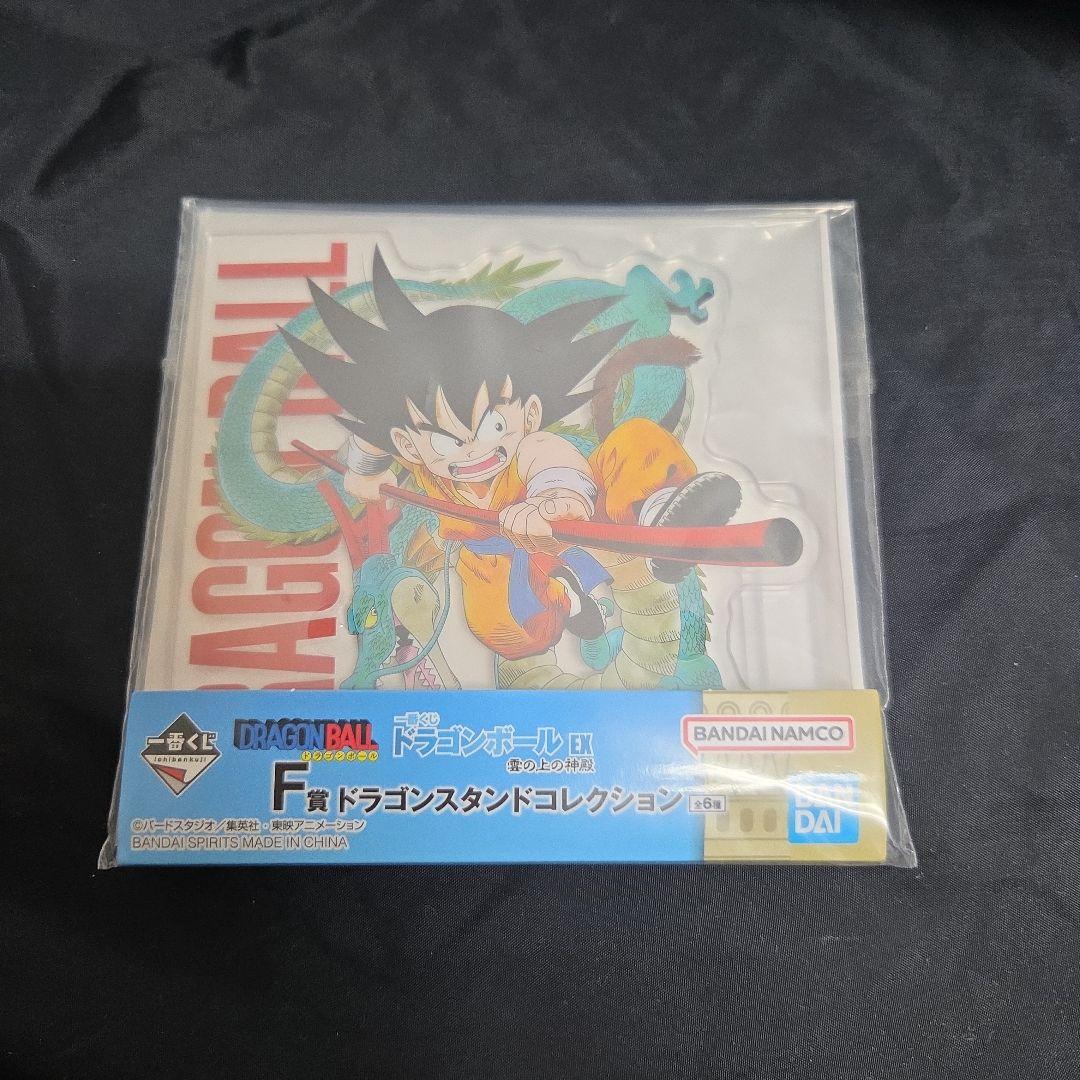 DRAGON BALL
一番くじ
ichibankuji
DRAGONBALL
ドラゴンボール
一番くじ
ドラゴンボール EX
雲の上の神殿
F賞 ドラゴンスタンドコレクション 全6種
©バードスタジオ/集英社・東映アニメーション
BANDAI SPIRITS MADE IN CHINA
BANDAI NAMCO
BAN
DAI